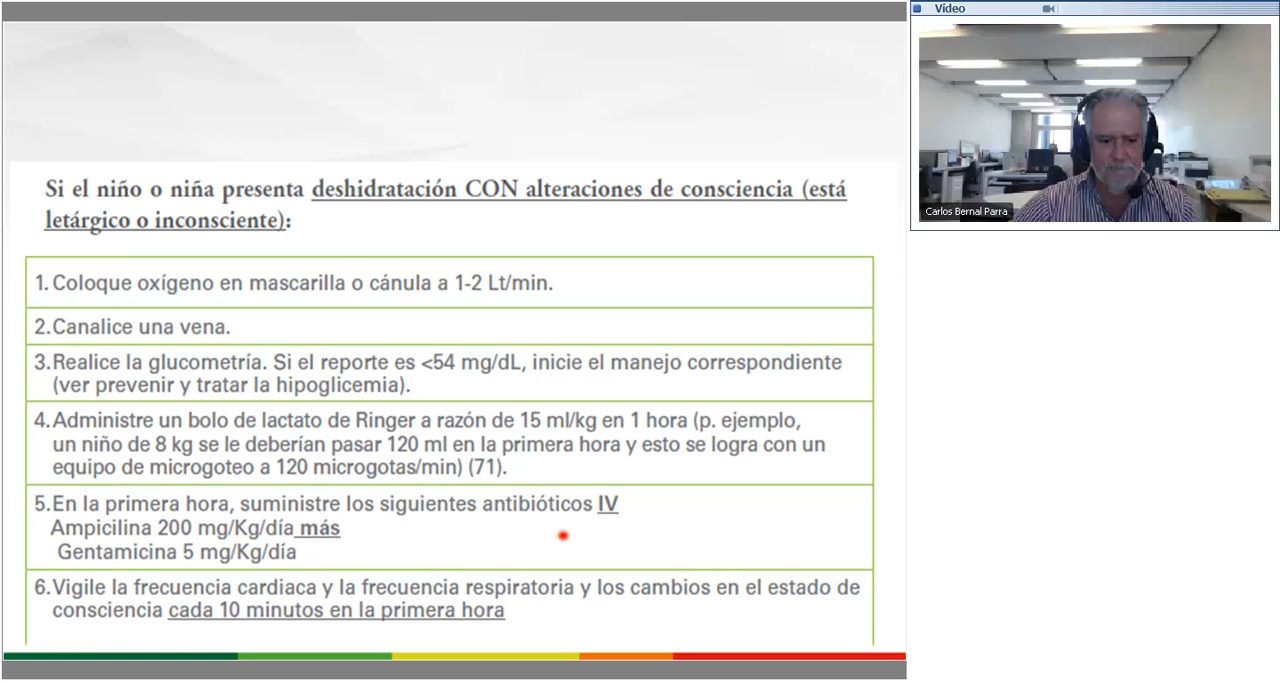 Si el niño o niña presenta deshidratación CON alteraciones de consciencia (está
letárgico o inconsciente):
1. Coloque oxígeno en mascarilla o cánula a 1-2 Lt/min.
2. Canalice una vena.
3. Realice la glucometría. Si el reporte es <54 mg/dL, inicie el manejo correspondiente
(ver prevenir y tratar la hipoglicemia).
4. Administre un bolo de lactato de Ringer a razón de 15 ml/kg en 1 hora (p. ejemplo,
un niño de 8 kg se le deberían pasar 120 ml en la primera hora y esto se logra con un
equipo de microgoteo a 120 microgotas/min) (71).
5. En la primera hora, suministre los siguientes antibióticos IV
Ampicilina 200 mg/Kg/día más
Gentamicina 5 mg/Kg/día
6. Vigile la frecuencia cardiaca y la frecuencia respiratoria y los cambios en el estado de
consciencia cada 10 minutos en la primera hora
Vídeo
Carlos Bernal Parra